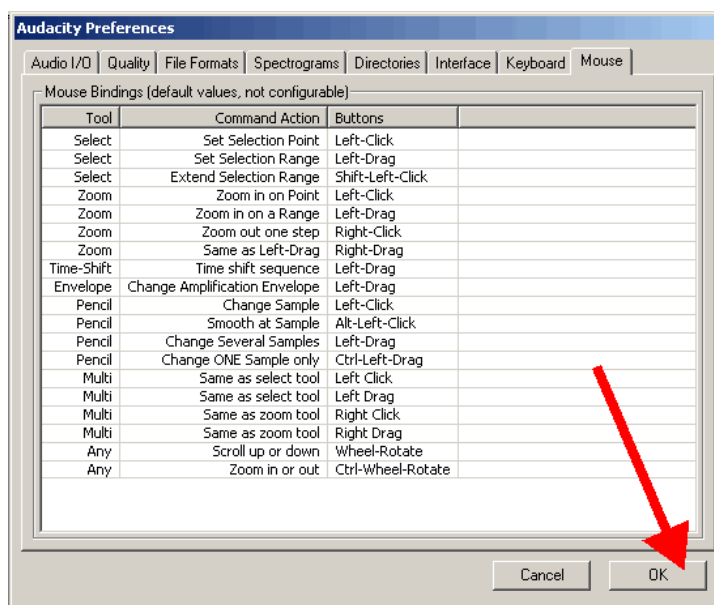 Audacity Preferences
Audio I/O Quality File Formats Spectrograms Directories Interface Keyboard Mouse
Mouse Bindings (default values, not configurable)
Tool Command Action Buttons
Select Set Selection Point Left-Click
Select Set Selection Range Left-Drag
Select Extend Selection Range Shift-Left-Click
Zoom Zoom in on Point Left-Click
Zoom Zoom in on a Range Left-Drag
Zoom Zoom out one step Right-Click
Zoom Same as Left-Drag Right-Drag
Time-Shift Time shift sequence Left-Drag
Envelope Change Amplification Envelope Left-Drag
Pencil Change Sample Left-Click
Pencil Smooth at Sample Alt-Left-Click
Pencil Change Several Samples Left-Drag
Pencil Change ONE Sample only Ctrl-Left-Drag
Multi Same as select tool Left Click
Multi Same as select tool Left Drag
Multi Same as zoom tool Right Click
Multi Same as zoom tool Right Drag
Any Scroll up or down Wheel-Rotate
Any Zoom in or out Ctrl-Wheel-Rotate
Cancel OK